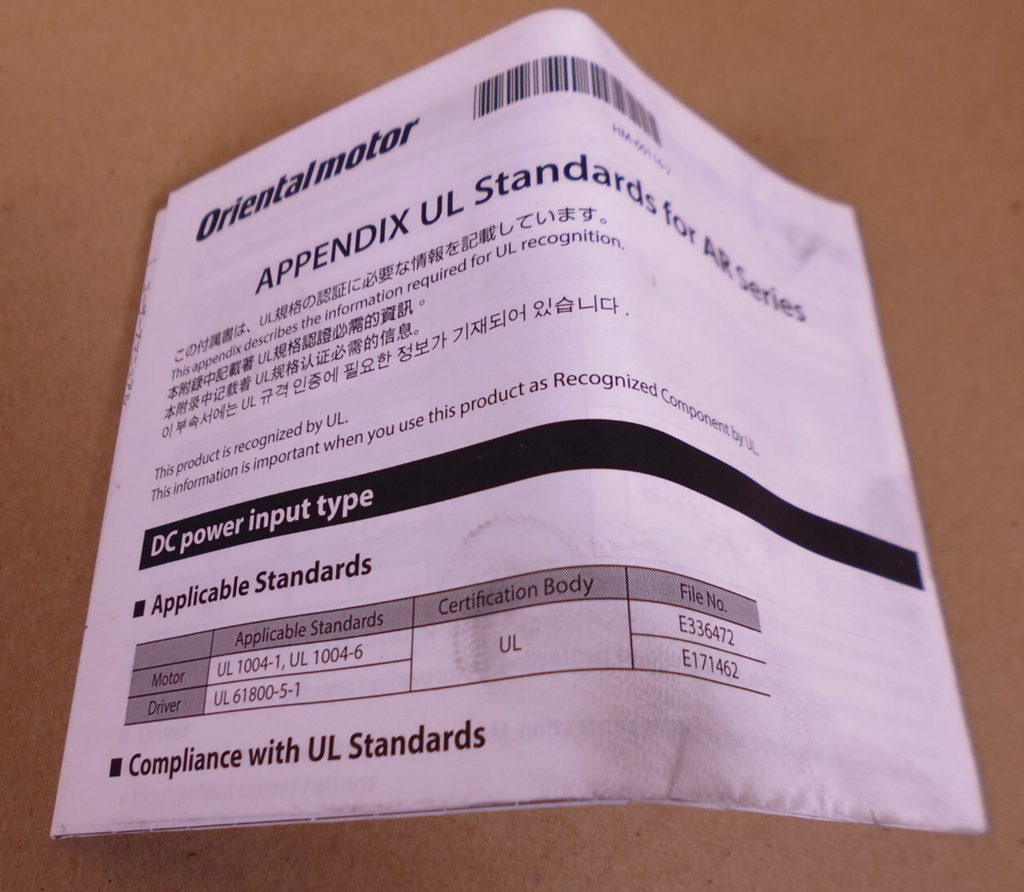 Orientalmotor
APPENDIX UL Standards for AR Series
この付属書は、UL規格の認証に必要な情報を記載しています。
This appendix describes the information required for UL recognition.
本附錄中記載著 UL規格認證必需的資訊。
本附录中记载着 UL规格认证必需的信息。
이 부속서에는 UL 규격 인증에 필요한 정보가 기재되어 있습니다.
This product is recognized by UL.
This information is important when you use this product as Recognized Component by UL.
DC power input type
■ Applicable Standards
Applicable Standards Certification Body File No.
Motor UL 1004-1, UL 1004-6 UL E336472
Driver UL 61800-5-1 E171462
■ Compliance with UL Standards